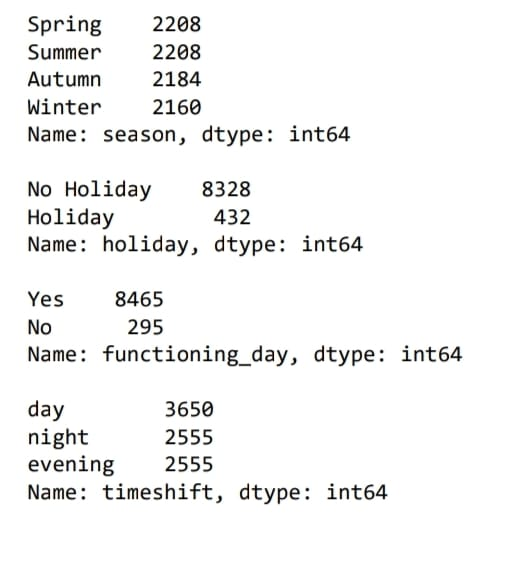 Spring    2208
Summer    2208
Autumn    2184
Winter    2160
Name: season, dtype: int64
No Holiday    8328
Holiday        432
Name: holiday, dtype: int64
Yes    8465
No      295
Name: functioning_day, dtype: int64
day        3650
night      2555
evening    2555
Name: timeshift, dtype: int64